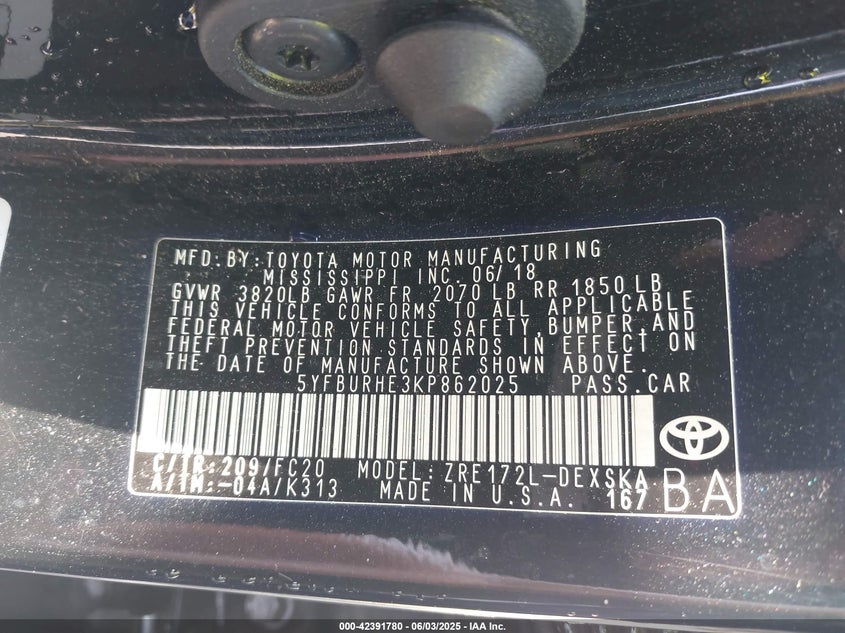 MFD.BY:TOYOTA MOTOR MANUFACTURING
MISSISSIPPI INC. 06/18
GVWR 3820LB GAWR FR 2070 LB RR 1850 LB
THIS VEHICLE CONFORMS TO ALL APPLICABLE
FEDERAL MOTOR VEHICLE SAFETY,BUMPER,AND
THEFT PREVENTION STANDARDS IN EFFECT ON
THE DATE OF MANUFACTURE SHOWN ABOVE.
5YFBURHE3KP862025 PASS.CAR
C/TR:209/FC20 MODEL:ZRE172L-DEXSKA
A/TM:-04A/K313 MADE IN U.S.A. 167 BA
000-42391780 - 06/03/2025 - IAA Inc.